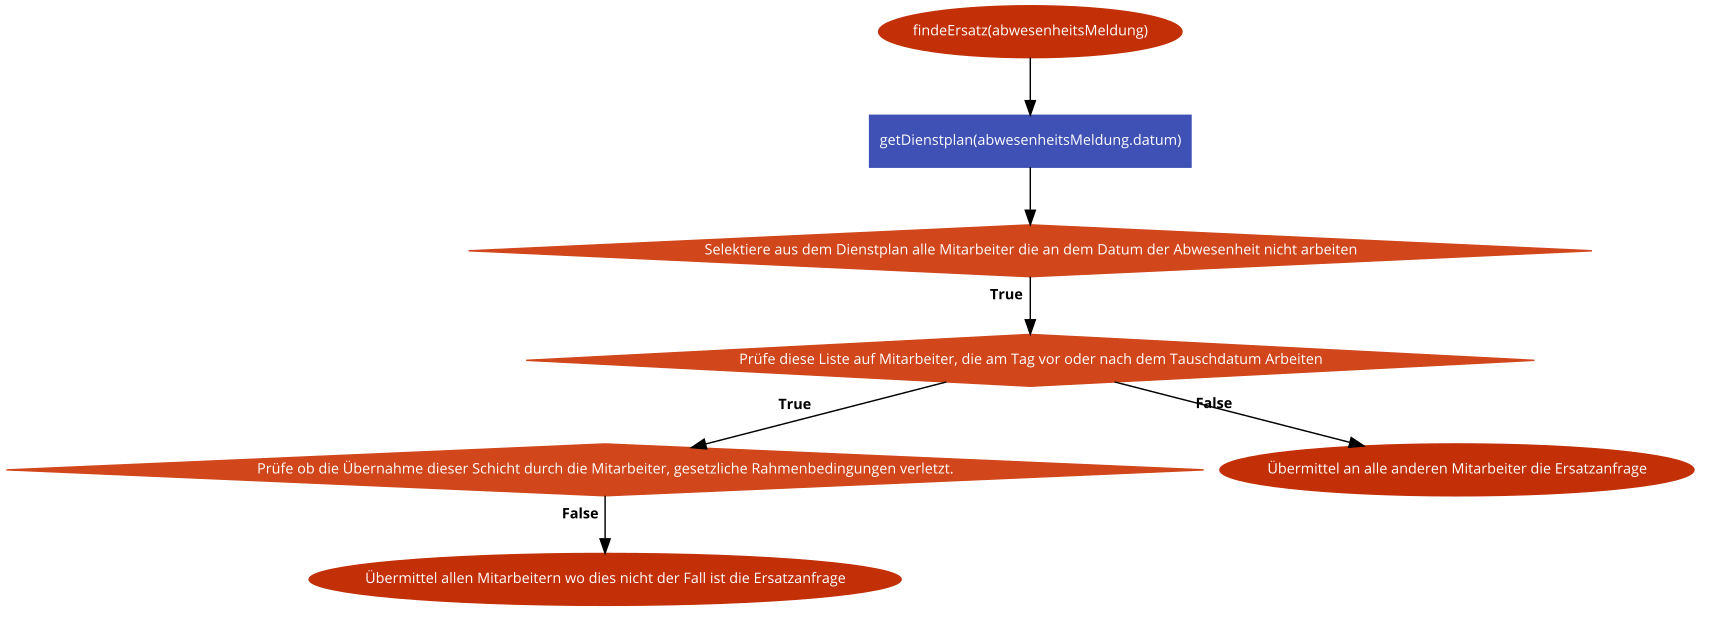 findeErsatz(abwesenheitsMeldung)
getDienstplan(abwesenheitsMeldung.datum)
Selektiere aus dem Dienstplan alle Mitarbeiter die an dem Datum der Abwesenheit nicht arbeiten
True
Prüfe diese Liste auf Mitarbeiter, die am Tag vor oder nach dem Tauschdatum Arbeiten
True
False
Prüfe ob die Übernahme dieser Schicht durch die Mitarbeiter, gesetzliche Rahmenbedingungen verletzt.
Übermittel an alle anderen Mitarbeiter die Ersatzanfrage
False
Übermittel allen Mitarbeitern wo dies nicht der Fall ist die Ersatzanfrage